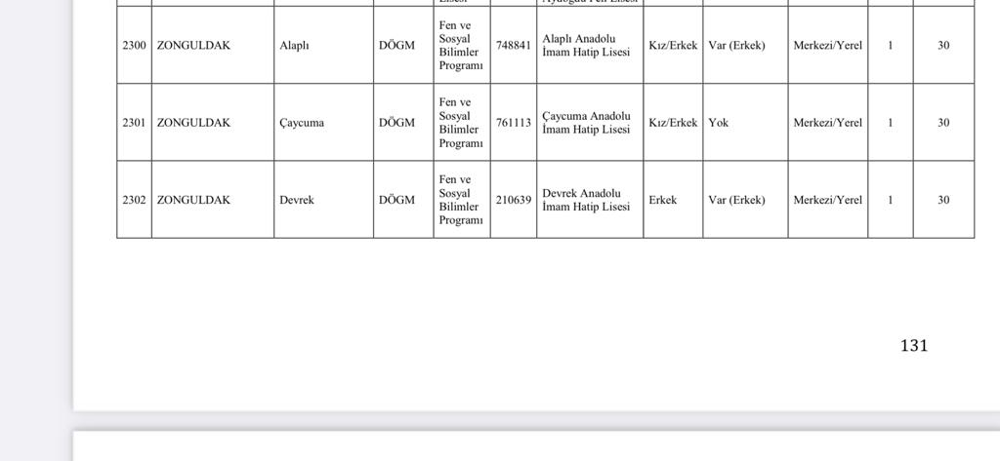 2300 ZONGULDAK Alaplı DÖGM Fen ve Sosyal Bilimler Programı 748841 Alaplı Anadolu İmam Hatip Lisesi Kız/Erkek Var (Erkek) Merkezi/Yerel 1 30
2301 ZONGULDAK Çaycuma DÖGM Fen ve Sosyal Bilimler Programı 761113 Çaycuma Anadolu İmam Hatip Lisesi Kız/Erkek Yok Merkezi/Yerel 1 30
2302 ZONGULDAK Devrek DÖGM Fen ve Sosyal Bilimler Programı 210639 Devrek Anadolu İmam Hatip Lisesi Erkek Var (Erkek) Merkezi/Yerel 1 30
131